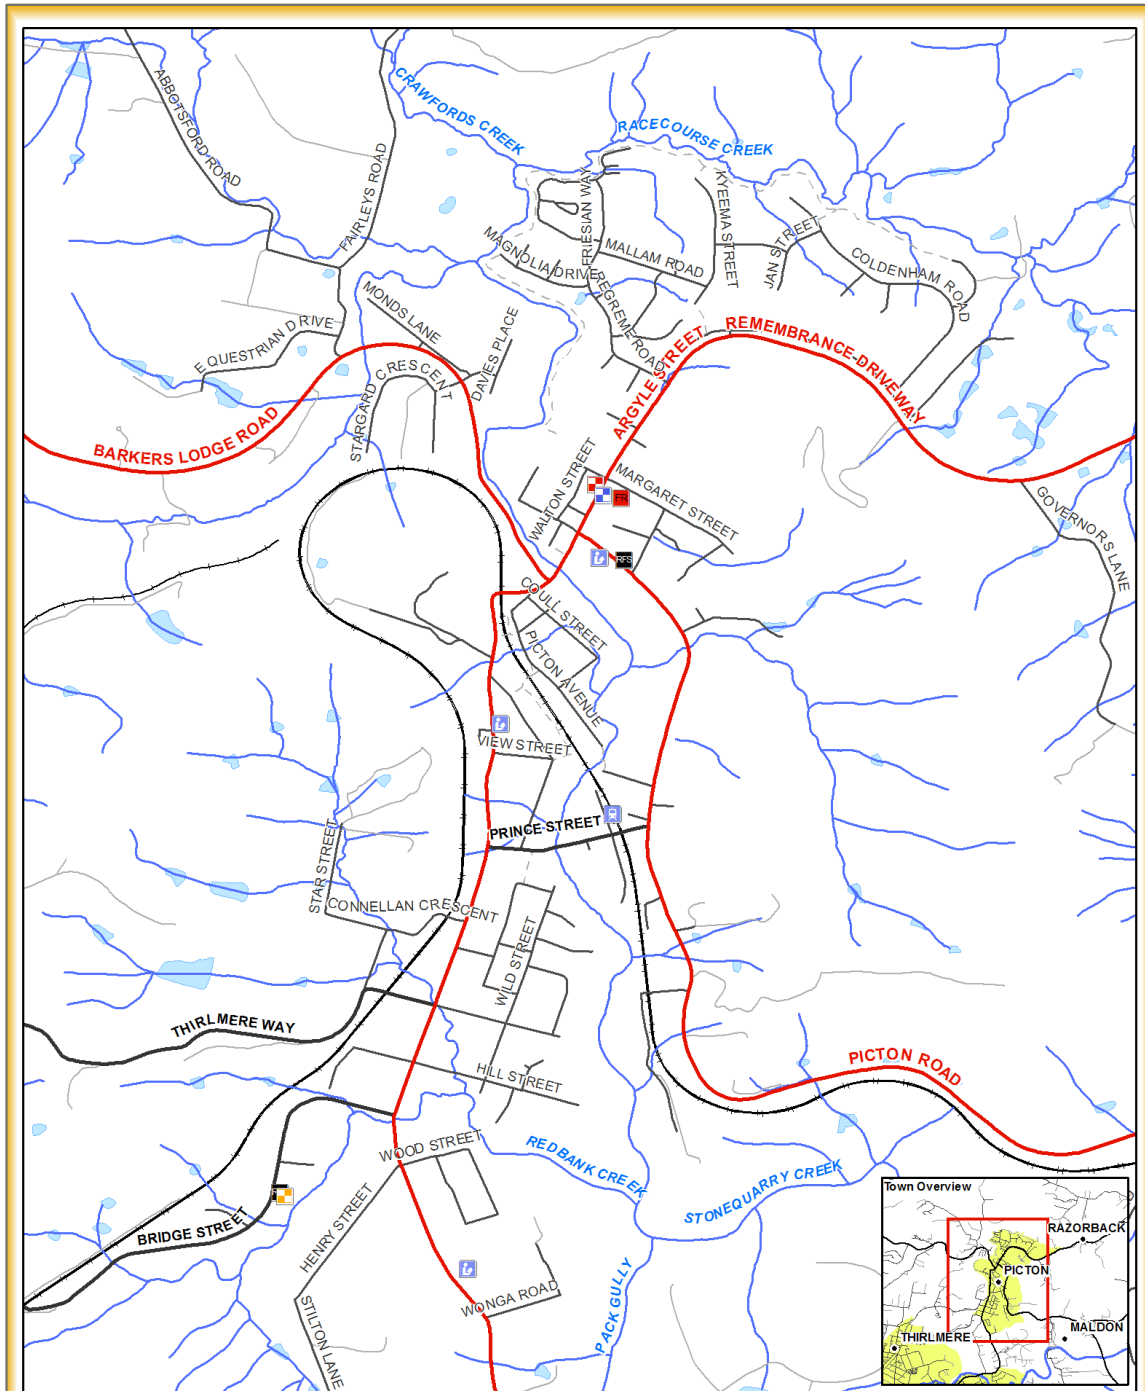 ABBOTSFORD ROAD
CRAWFORDS CREEK
RACECOURSE CREEK
FAIRLEYS ROAD
FRIESIAN WAY
KYEEMA STREET
MAGNOLIA DRIVE
MALLAM ROAD
JAN STREET
COLDENHAM ROAD
REGREME ROAD
MONDS LANE
EQUESTRIAN DRIVE
DAVIES PLACE
STARGARD CRESCENT
ARGYLE STREET
REMEMBRANCE DRIVEWAY
BARKERS LODGE ROAD
WALTON STREET
MARGARET STREET
FR
GOVERNORS LANE
RFS
COULL STREET
PICTON AVENUE
VIEW STREET
PRINCE STREET
STAR STREET
CONNELLAN CRESCENT
WILD STREET
THIRLMERE WAY
HILL STREET
PICTON ROAD
WOOD STREET
REDBANK CREEK
STONEQUARRY CREEK
BRIDGE STREET
HENRY STREET
STILTON LANE
WONGA ROAD
PACK GULLY
Town Overview
RAZORBACK
PICTON
MALDON
THIRLMERE